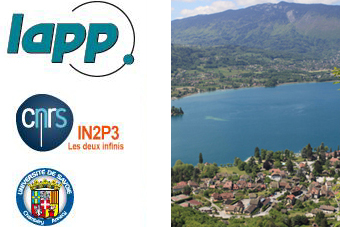 lapp.
cnrs
IN2P3
Les deux infinis
UNIVERSITE DE SAVOIE
Chambéry Annecy